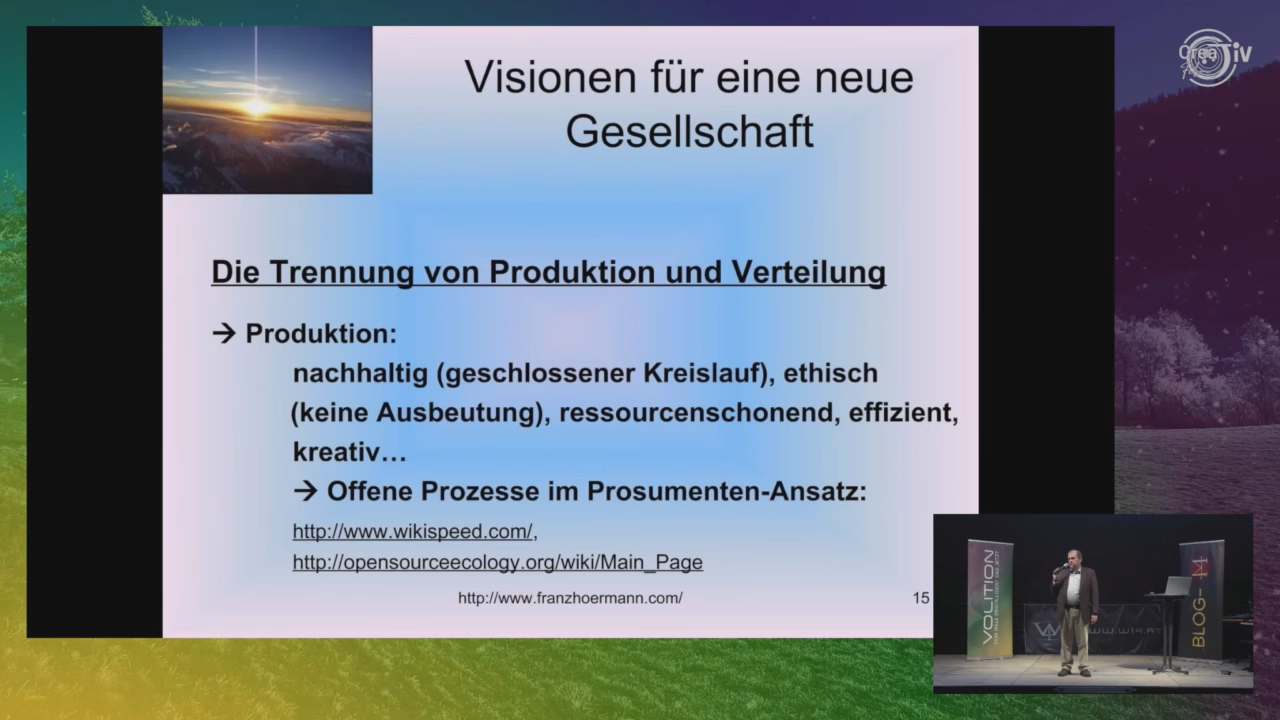 Visionen für eine neue
Gesellschaft
Die Trennung von Produktion und Verteilung
→ Produktion:
nachhaltig (geschlossener Kreislauf), ethisch
(keine Ausbeutung), ressourcenschonend, effizient,
kreativ…
→ Offene Prozesse im Prosumenten-Ansatz:
http://www.wikispeed.com/,
http://opensourceecology.org/wiki/Main_Page
http://www.franzhoermann.com/
15
VOLITION
BLOG-